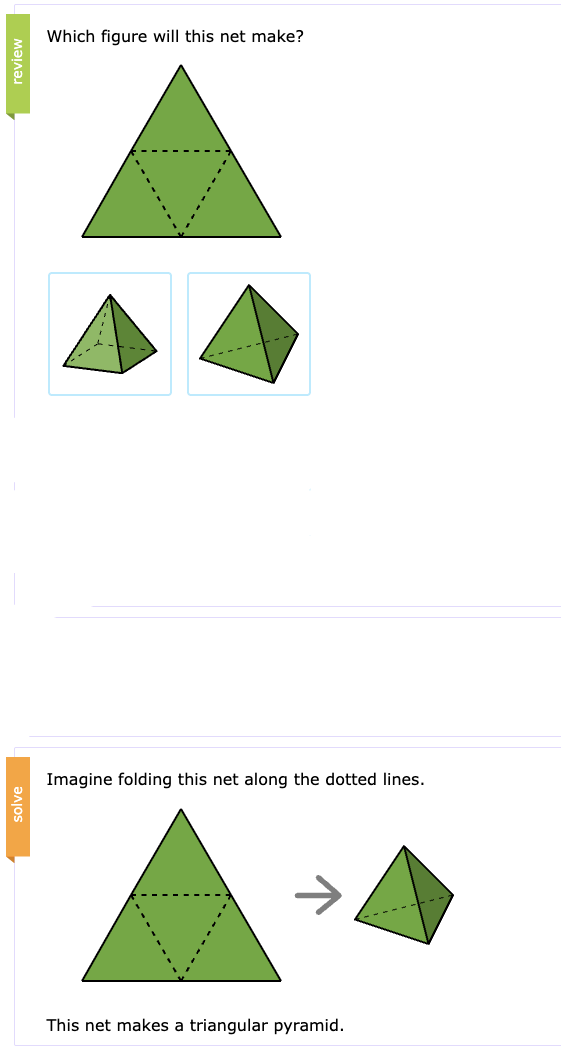 review
Which figure will this net make?
solve
Imagine folding this net along the dotted lines.
This net makes a triangular pyramid.